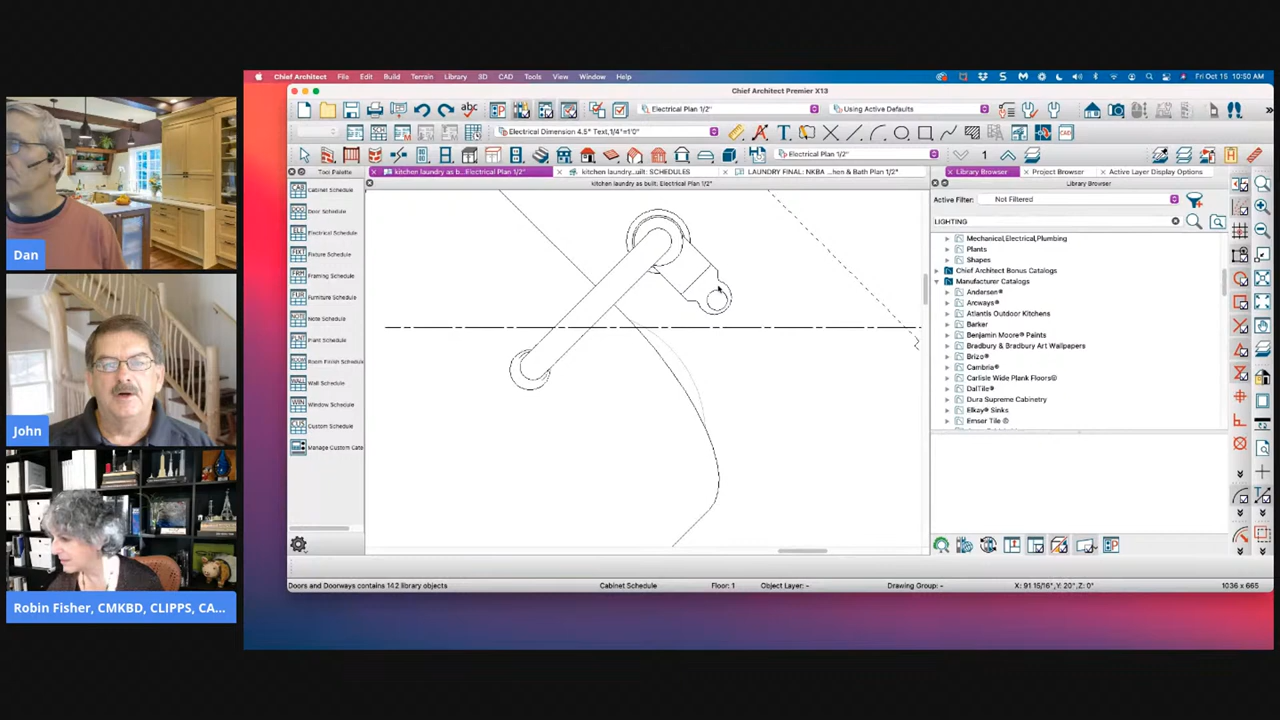 Dan
John
Robin Fisher, CMKBD, CLIPPS, CA...
Chief Architect File Edit Build Terrain Library 3D CAD Tools View Window Help
Fri Oct 15 10:50 AM
Chief Architect Premier X13
Electrical Plan 1/2"
Using Active Defaults
Electrical Dimension 4.5" Text,1/4"=1'0"
Electrical Plan 1/2"
1
Tool Palette
kitchen laundry as b...Electrical Plan 1/2"
kitchen laundry...uilt: SCHEDULES
LAUNDRY FINAL: NKBA ...hen & Bath Plan 1/2"
Library Browser
Project Browser
Active Layer Display Options
kitchen laundry as built: Electrical Plan 1/2"
Library Browser
Cabinet Schedule
Door Schedule
Electrical Schedule
Fixture Schedule
Framing Schedule
Furniture Schedule
Note Schedule
Plant Schedule
Room Finish Schedule
Wall Schedule
Window Schedule
Custom Schedule
Manage Custom Cate
Active Filter:
Not Filtered
LIGHTING
Mechanical,Electrical,Plumbing
Plants
Shapes
Chief Architect Bonus Catalogs
Manufacturer Catalogs
Andersen®
Arcways®
Atlantis Outdoor Kitchens
Barker
Benjamin Moore® Paints
Bradbury & Bradbury Art Wallpapers
Brizo®
Cambria®
Carlisle Wide Plank Floors®
DalTile®
Dura Supreme Cabinetry
Elkay® Sinks
Emser Tile ®
Doors and Doorways contains 142 library objects
Cabinet Schedule
Floor: 1
Object Layer: -
Drawing Group: -
X: 91 15/16", Y: 20", Z: 0"
1036 x 665